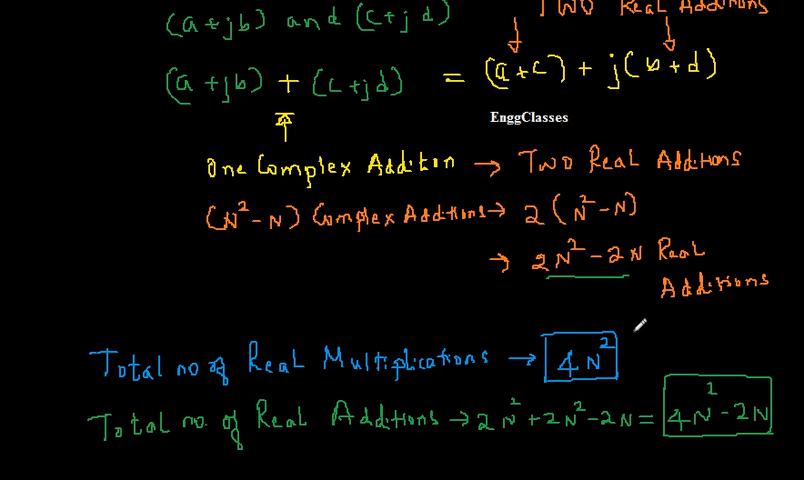 (a+jb) and (c+jd)
Two Real Additions
(a+jb) + (c+jd) = (a+c) + j(b+d)
EnggClasses
One Complex Additon → Two Real Additions
(N²-N) Complex Additions → 2(N²-N)
→ 2N²-2N Real
Additions
Total no of Real Multiplications → 4N²
Total no. of Real Additions → 2N²+2N²-2N = 4N²-2N